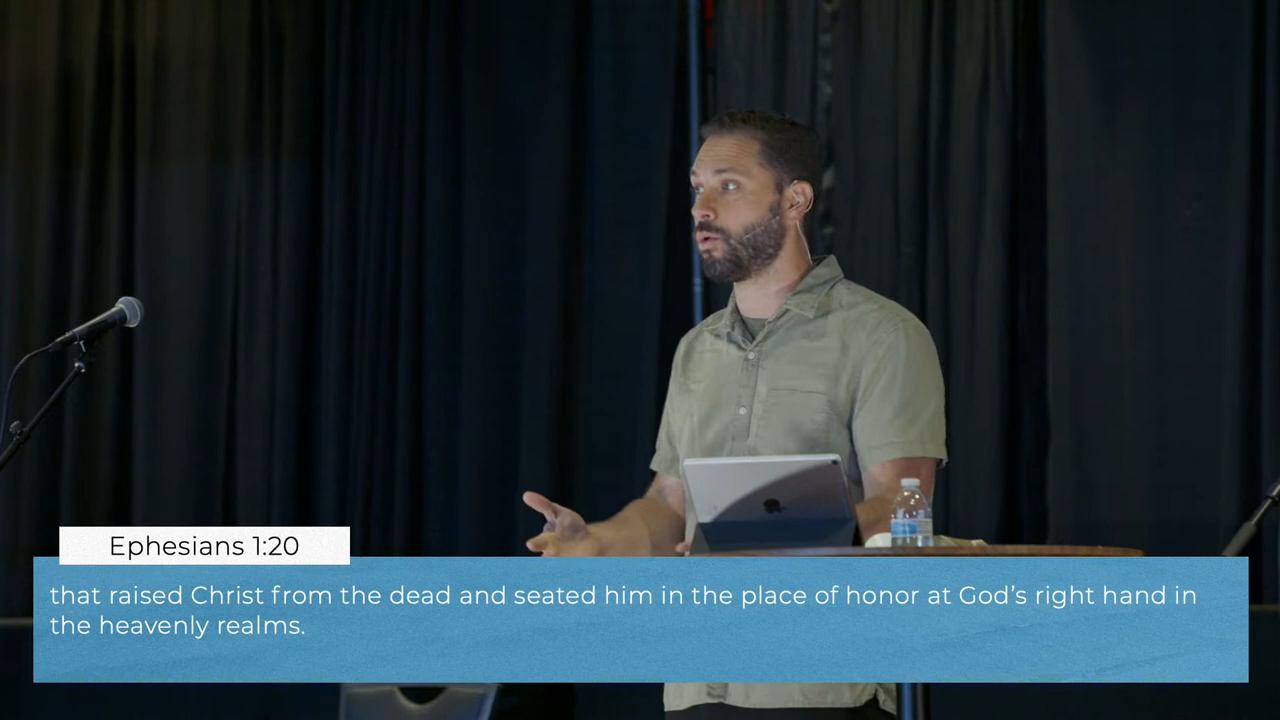 Ephesians 1:20
that raised Christ from the dead and seated him in the place of honor at God’s right hand in
the heavenly realms.